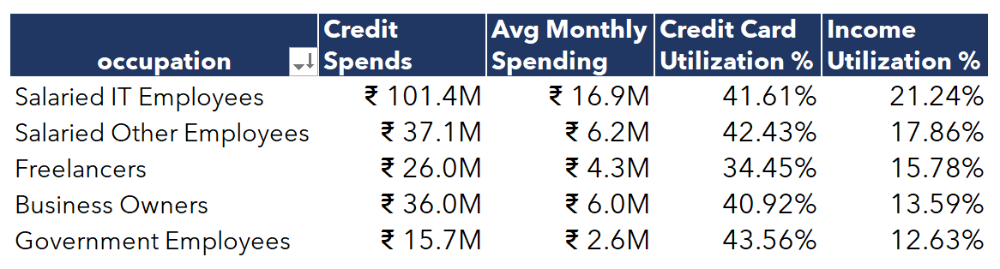 occupation Credit Spends Avg Monthly Spending Credit Card Utilization % Income Utilization %
Salaried IT Employees ₹ 101.4M ₹ 16.9M 41.61% 21.24%
Salaried Other Employees ₹ 37.1M ₹ 6.2M 42.43% 17.86%
Freelancers ₹ 26.0M ₹ 4.3M 34.45% 15.78%
Business Owners ₹ 36.0M ₹ 6.0M 40.92% 13.59%
Government Employees ₹ 15.7M ₹ 2.6M 43.56% 12.63%